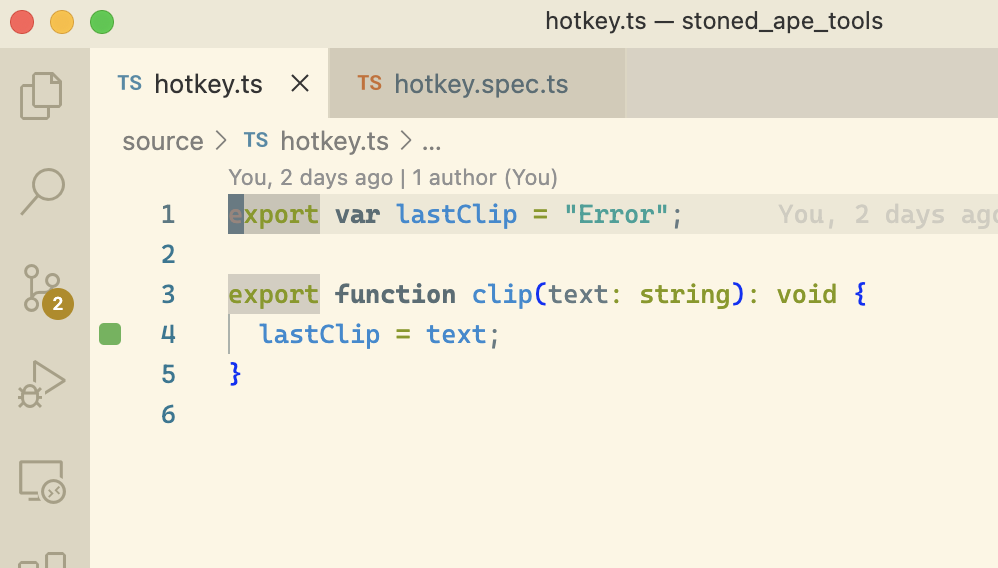 hotkey.ts — stoned_ape_tools
TS hotkey.ts × TS hotkey.spec.ts
source > TS hotkey.ts > ...
You, 2 days ago | 1 author (You)
1 export var lastClip = "Error"; You, 2 days ago
2
3 export function clip(text: string): void {
4 lastClip = text;
5 }
6
2